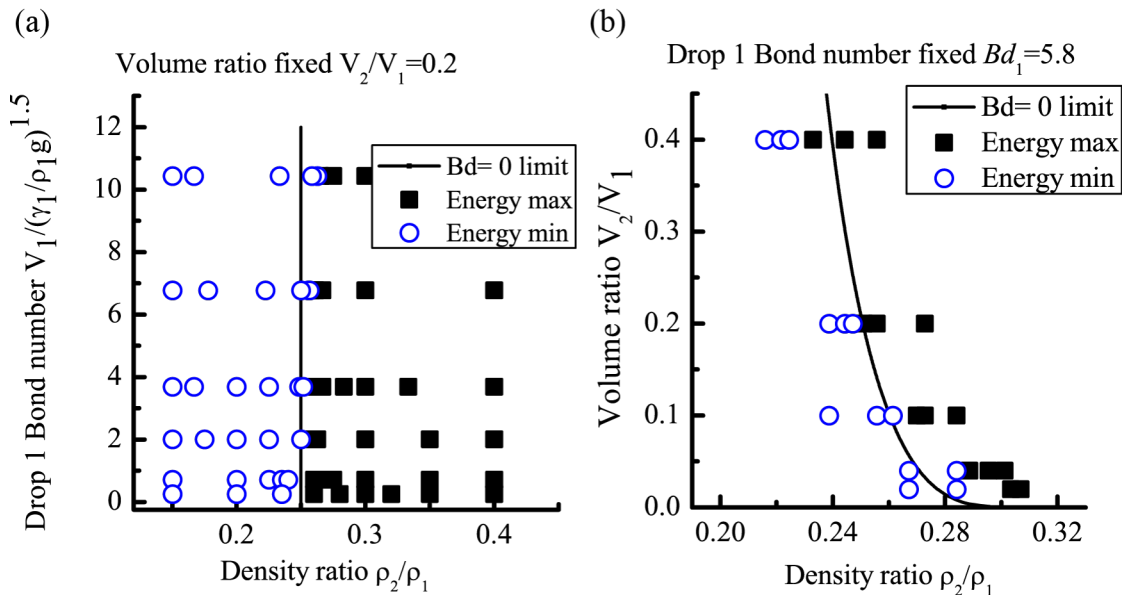 (a)
Volume ratio fixed V₂/V₁=0.2
Drop 1 Bond number V₁/(γ₁/ρ₁g)^1.5
12
10
8
6
4
2
0
Bd= 0 limit
Energy max
Energy min
0.2
0.3
0.4
Density ratio ρ₂/ρ₁
(b)
Drop 1 Bond number fixed Bd₁=5.8
Volume ratio V₂/V₁
0.4
0.3
0.2
0.1
0.0
Bd= 0 limit
Energy max
Energy min
0.20
0.24
0.28
0.32
Density ratio ρ₂/ρ₁